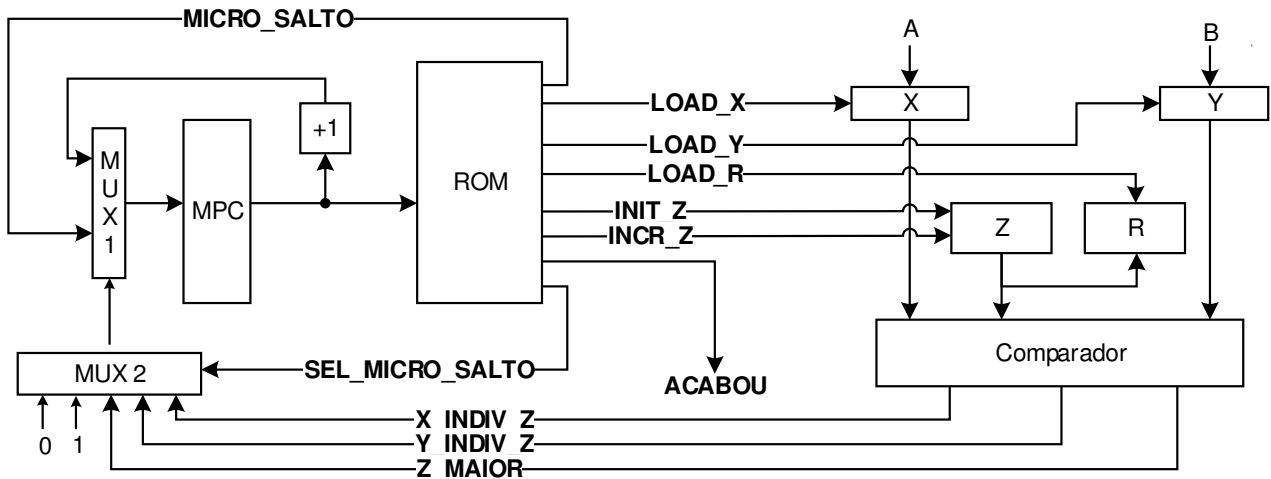 MICRO_SALTO
A
B
+1
LOAD_X
X
Y
MUX1
MPC
ROM
LOAD_Y
LOAD_R
INIT_Z
INCR_Z
Z
R
MUX 2
SEL_MICRO_SALTO
ACABOU
Comparador
0
1
X_INDIV_Z
Y_INDIV_Z
Z_MAIOR